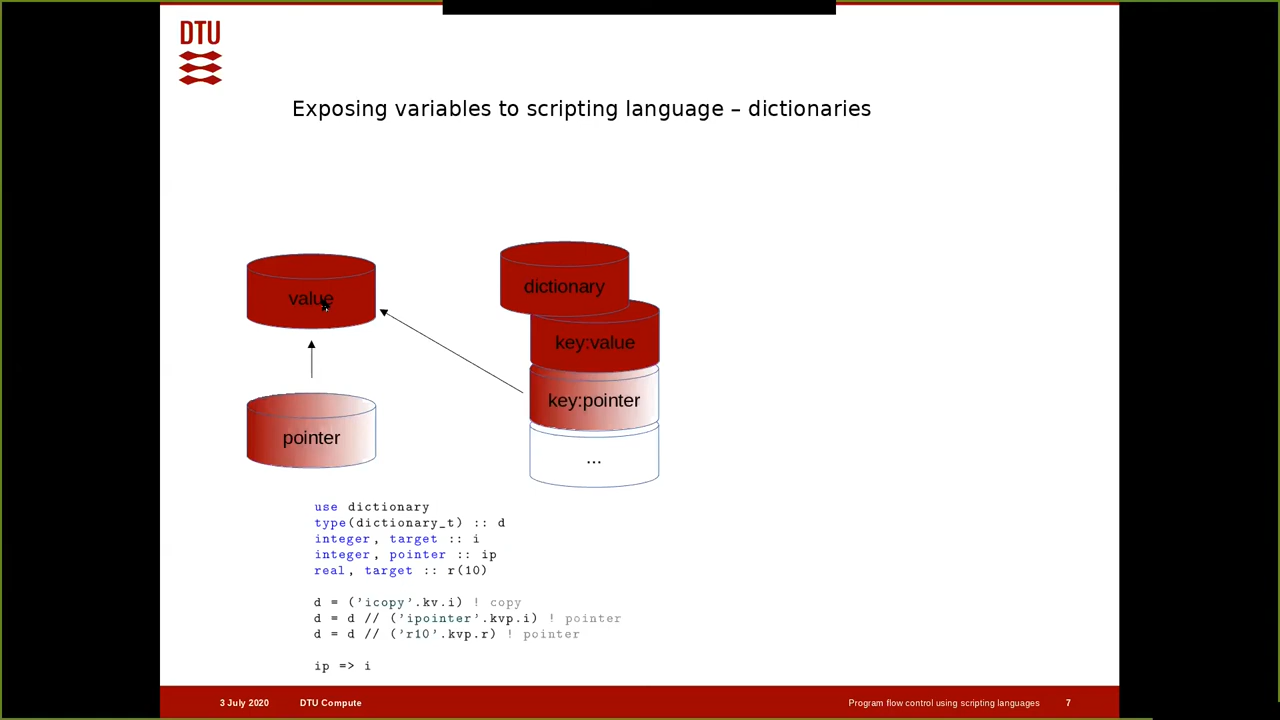 DTU
Exposing variables to scripting language – dictionaries
value
dictionary
key:value
key:pointer
pointer
...
use dictionary
type(dictionary_t) :: d
integer, target :: i
integer, pointer :: ip
real, target :: r(10)
d = ('icopy'.kv.i) ! copy
d = d // ('ipointer'.kvp.i) ! pointer
d = d // ('r10'.kvp.r) ! pointer
ip => i
3 July 2020 DTU Compute Program flow control using scripting languages 7